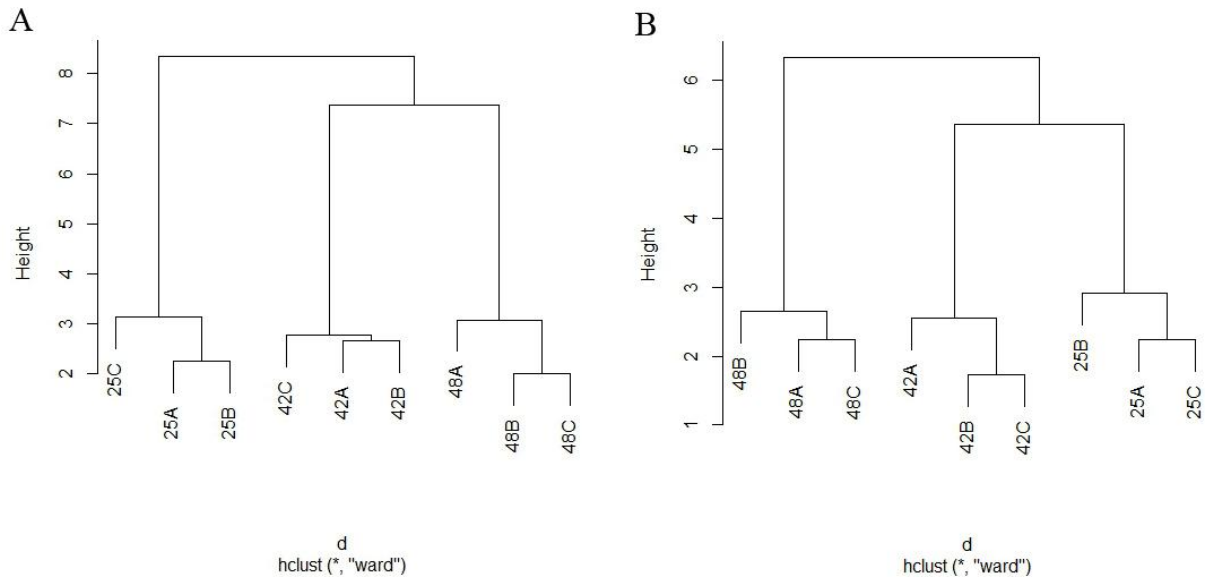 A
Height
8
7
6
5
4
3
2
25C
25A
25B
42C
42A
42B
48A
48B
48C
d
hclust (*, "ward")
B
Height
6
5
4
3
2
1
48B
48A
48C
42A
42B
42C
25B
25A
25C
d
hclust (*, "ward")